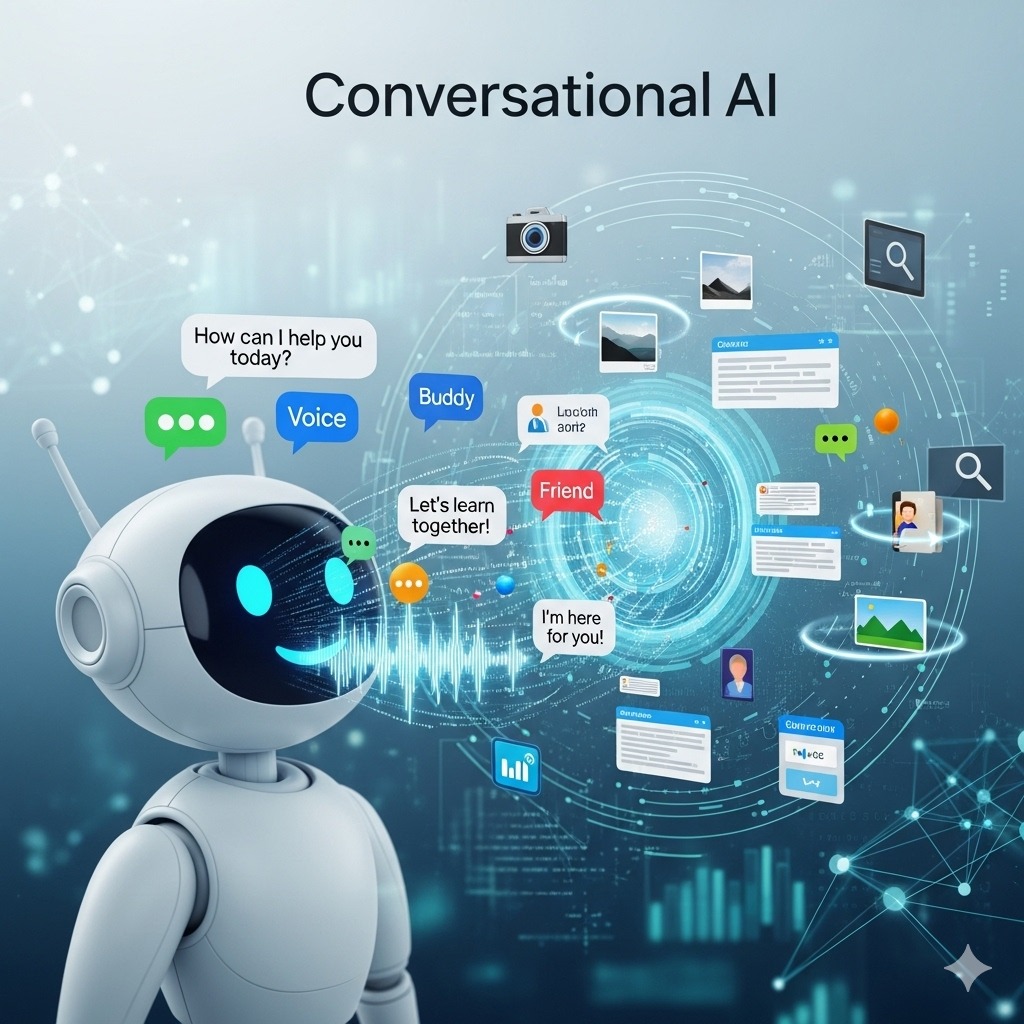 Conversational AI
How can I help you
today?
Voice
Buddy
Friend
Let's learn
together!
I'm here
for you!